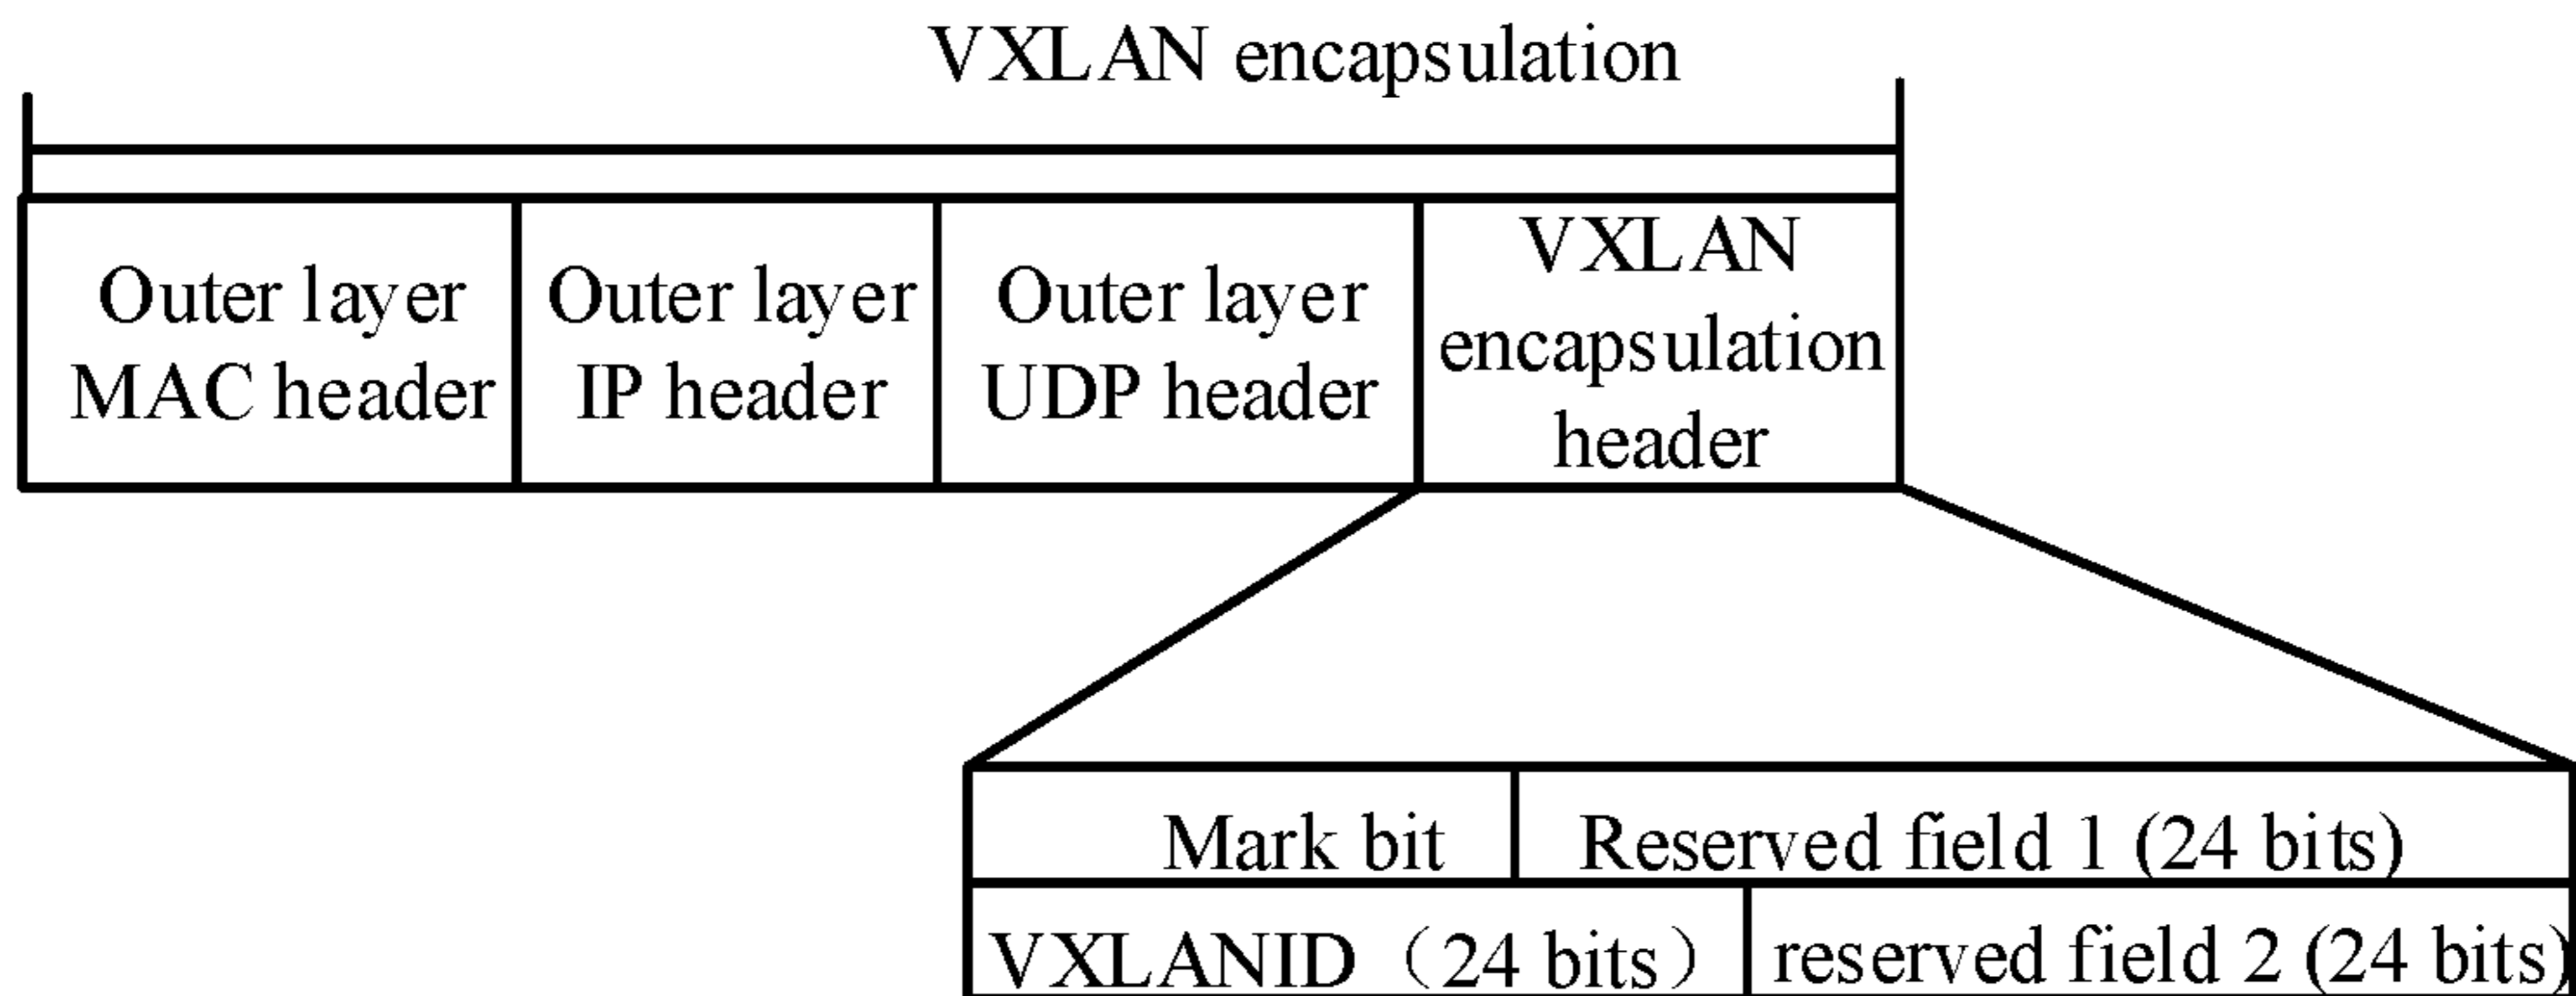 VXLAN encapsulation
Outer layer
MAC header
Outer layer
IP header
Outer layer
UDP header
VXLAN
encapsulation
header
Mark bit
Reserved field 1 (24 bits)
VXLANID（24 bits）
reserved field 2 (24 bits)